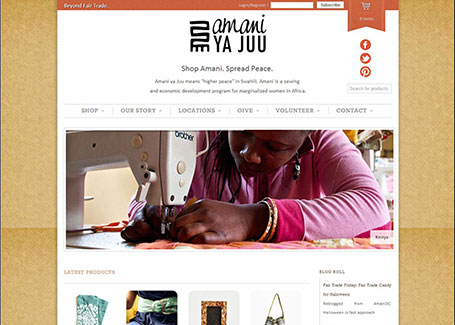 Beyond Fair Trade.
Login/Register
Subscribe
0 items
amani
YA JUU
Shop Amani. Spread Peace.
Amani ya Juu means "higher peace" in Swahili. Amani is a sewing
and economic development program for marginalized women in Africa.
Search for products
SHOP OUR STORY LOCATIONS GIVE VOLUNTEER CONTACT
brother
Kenya
LATEST PRODUCTS
BLOG ROLL
Fair Trade Friday: Fair Trade Candy
for Halloween
Reblogged from AmaniDC
Halloween is fast approach